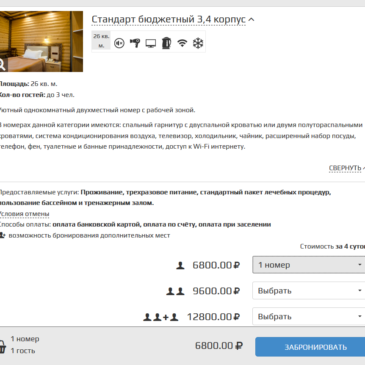 Стандарт бюджетный 3,4 корпус
26 кв.
м.
Площадь: 26 кв. м.
Кол-во гостей: до 3 чел.
Уютный однокомнатный двухместный номер с рабочей зоной.
В номерах данной категории имеются: спальный гарнитур с двуспальной кроватью или двумя полутораспальными
кроватями, система кондиционирования воздуха, телевизор, холодильник, чайник, расширенный набор посуды,
телефон, фен, туалетные и банные принадлежности, доступ к Wi-Fi интернету.
СВЕРНУТЬ
Предоставляемые услуги: Проживание, трехразовое питание, стандартный пакет лечебных процедур,
пользование бассейном и тренажерным залом.
Условия отмены
Способы оплаты: оплата банковской картой, оплата по счёту, оплата при заселении
возможность бронирования дополнительных мест
Стоимость за 4 суток
6800.00 ₽ 1 номер
9600.00 ₽ Выбрать
+ 12800.00 ₽ Выбрать
1 номер
1 гость
6800.00 ₽
ЗАБРОНИРОВАТЬ